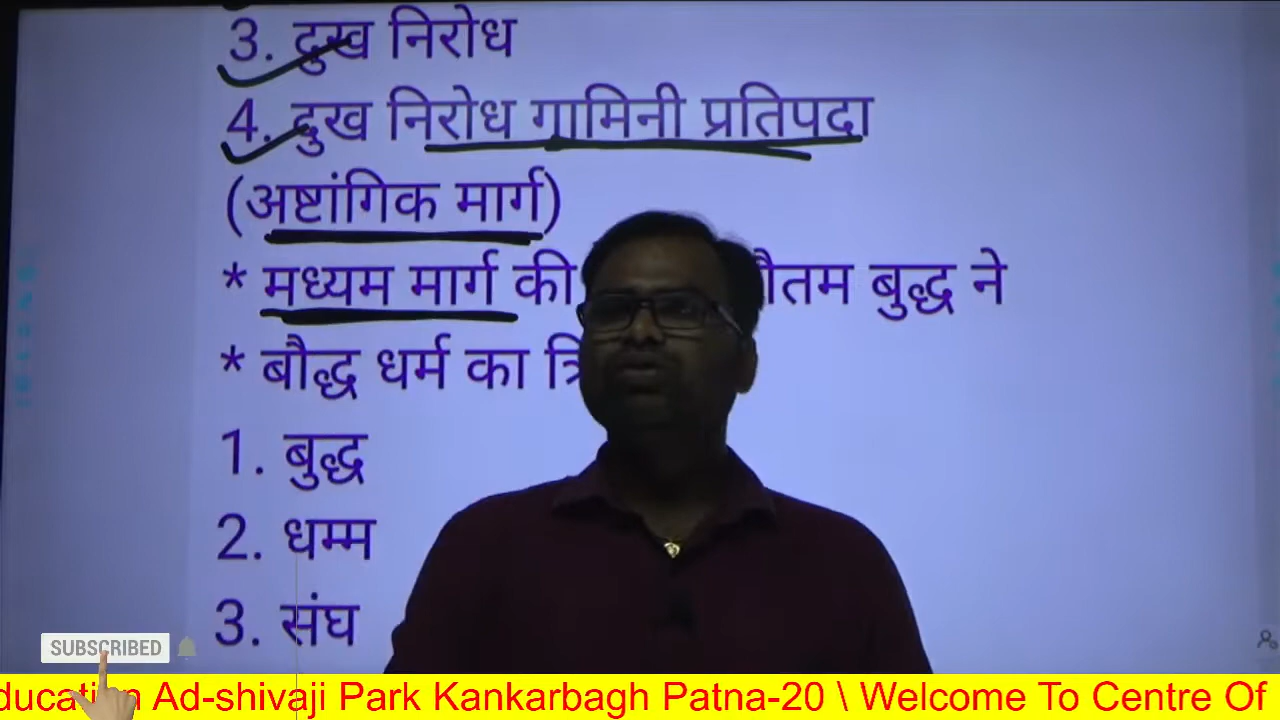 3. दुख निरोध
4. दुख निरोध गामिनी प्रतिपदा
(अष्टांगिक मार्ग)
* मध्यम मार्ग की बुद्ध ने
* बौद्ध धर्म का
1. बुद्ध
2. धम्म
3. संघ
SUBSCRIBED
Ad-shivaji Park Kankarbagh Patna-20 \ Welcome To Centre Of